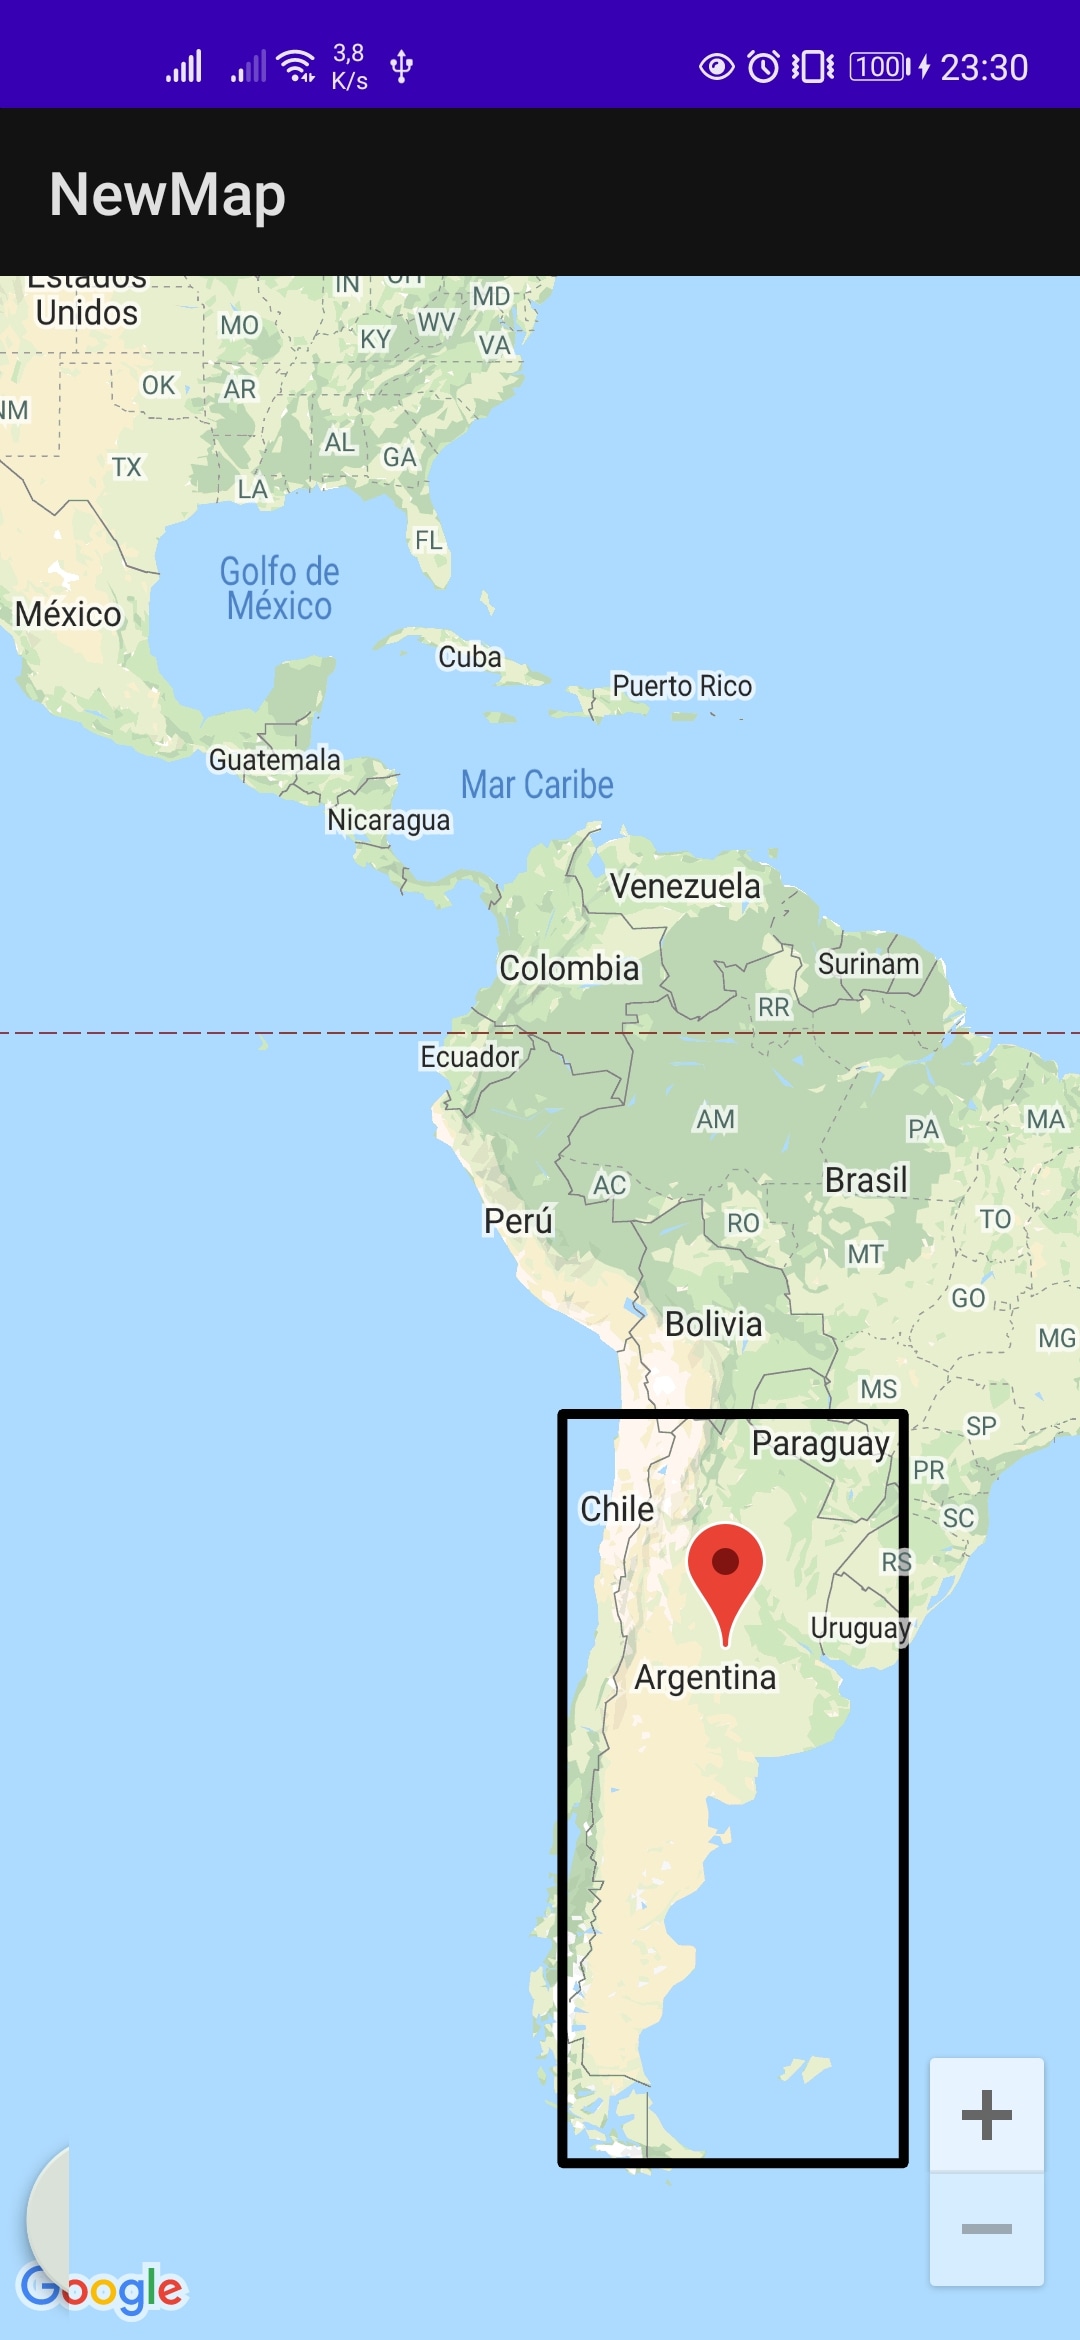 3,8
K/s
100
23:30
NewMap
Estados
Unidos
IN
OH
MD
MO
KY
WV
VA
OK
AR
NM
AL
GA
TX
LA
FL
Golfo de
México
México
Cuba
Puerto Rico
Guatemala
Mar Caribe
Nicaragua
Venezuela
Colombia
Surinam
RR
Ecuador
AM
PA
MA
AC
Brasil
Perú
RO
TO
MT
GO
Bolivia
MG
MS
SP
Paraguay
PR
Chile
SC
RS
Uruguay
Argentina
+
−
Google